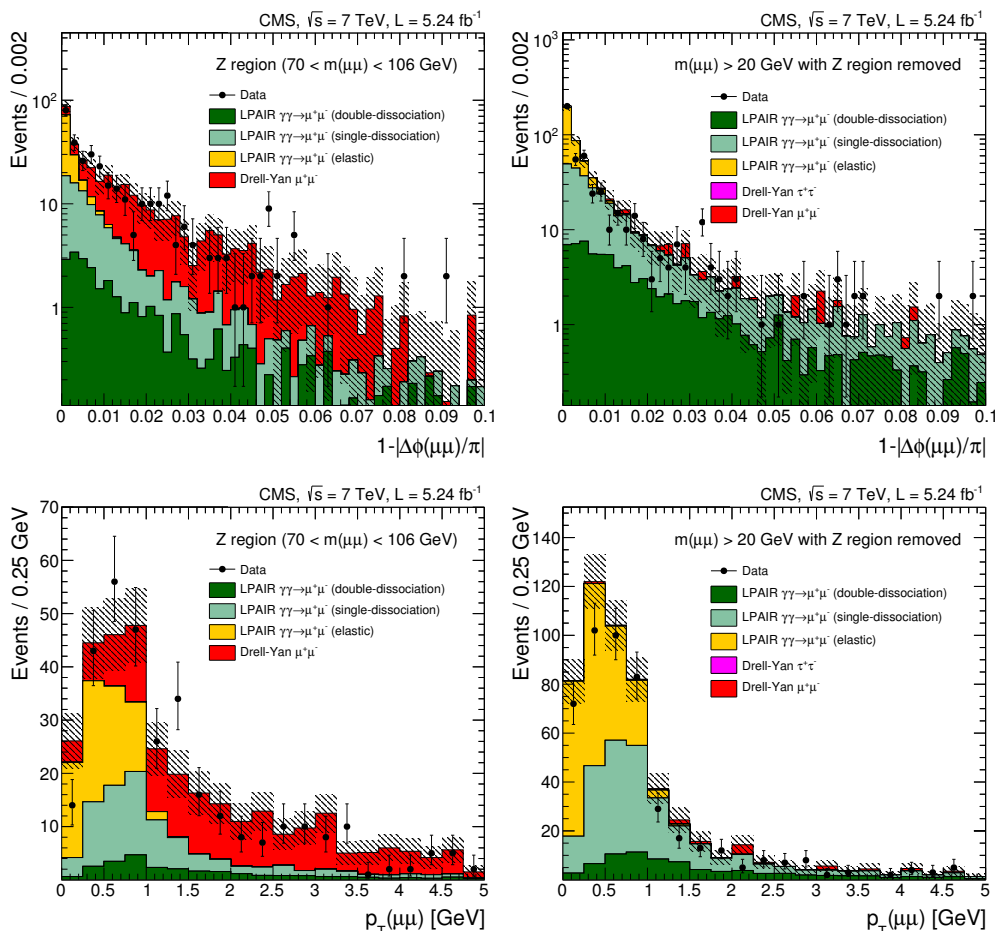 CMS, √s = 7 TeV, L = 5.24 fb⁻¹
Events / 0.002
Z region (70 < m(μμ) < 106 GeV)
Data
LPAIR γγ→μ⁺μ⁻ (double-dissociation)
LPAIR γγ→μ⁺μ⁻ (single-dissociation)
LPAIR γγ→μ⁺μ⁻ (elastic)
Drell-Yan μ⁺μ⁻
10²
10
1
0 0.01 0.02 0.03 0.04 0.05 0.06 0.07 0.08 0.09 0.1
1-|Δϕ(μμ)/π|
CMS, √s = 7 TeV, L = 5.24 fb⁻¹
Events / 0.002
m(μμ) > 20 GeV with Z region removed
Data
LPAIR γγ→μ⁺μ⁻ (double-dissociation)
LPAIR γγ→μ⁺μ⁻ (single-dissociation)
LPAIR γγ→μ⁺μ⁻ (elastic)
Drell-Yan τ⁺τ⁻
Drell-Yan μ⁺μ⁻
10³
10²
10
1
0 0.01 0.02 0.03 0.04 0.05 0.06 0.07 0.08 0.09 0.1
1-|Δϕ(μμ)/π|
CMS, √s = 7 TeV, L = 5.24 fb⁻¹
Events / 0.25 GeV
Z region (70 < m(μμ) < 106 GeV)
Data
LPAIR γγ→μ⁺μ⁻ (double-dissociation)
LPAIR γγ→μ⁺μ⁻ (single-dissociation)
LPAIR γγ→μ⁺μ⁻ (elastic)
Drell-Yan μ⁺μ⁻
70
60
50
40
30
20
10
0 0.5 1 1.5 2 2.5 3 3.5 4 4.5 5
p_T(μμ) [GeV]
CMS, √s = 7 TeV, L = 5.24 fb⁻¹
Events / 0.25 GeV
m(μμ) > 20 GeV with Z region removed
Data
LPAIR γγ→μ⁺μ⁻ (double-dissociation)
LPAIR γγ→μ⁺μ⁻ (single-dissociation)
LPAIR γγ→μ⁺μ⁻ (elastic)
Drell-Yan τ⁺τ⁻
Drell-Yan μ⁺μ⁻
140
120
100
80
60
40
20
0 0.5 1 1.5 2 2.5 3 3.5 4 4.5 5
p_T(μμ) [GeV]